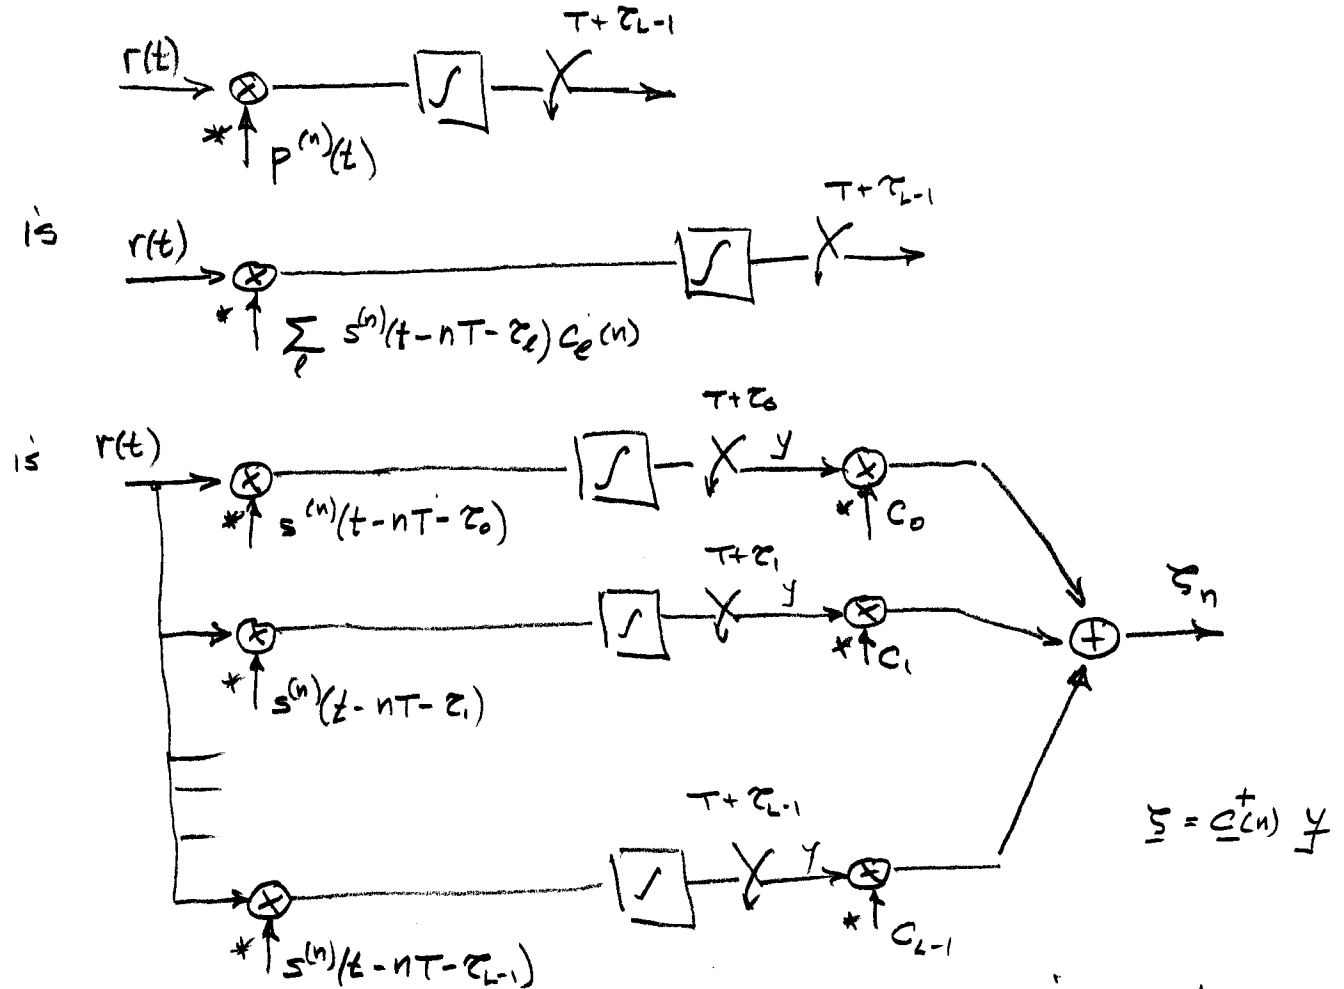 T + τ_{L-1}
r(t)
⊗
∫
* p^{(n)}(t)
T + τ_{L-1}
is r(t)
⊗
∫
* ∑_l s^{(n)}(t - nT - τ_l) c_l(n)
T + τ_0
is r(t)
⊗
∫
y
⊗
* s^{(n)}(t - nT - τ_0)
* c_0
T + τ_1
⊗
∫
y
⊗
ζ_n
+
* s^{(n)}(t - nT - τ_1)
* c_1
T + τ_{L-1}
ζ = c^+(n) y
⊗
∫
y
⊗
* s^{(n)}(t - nT - τ_{L-1})
* c_{L-1}